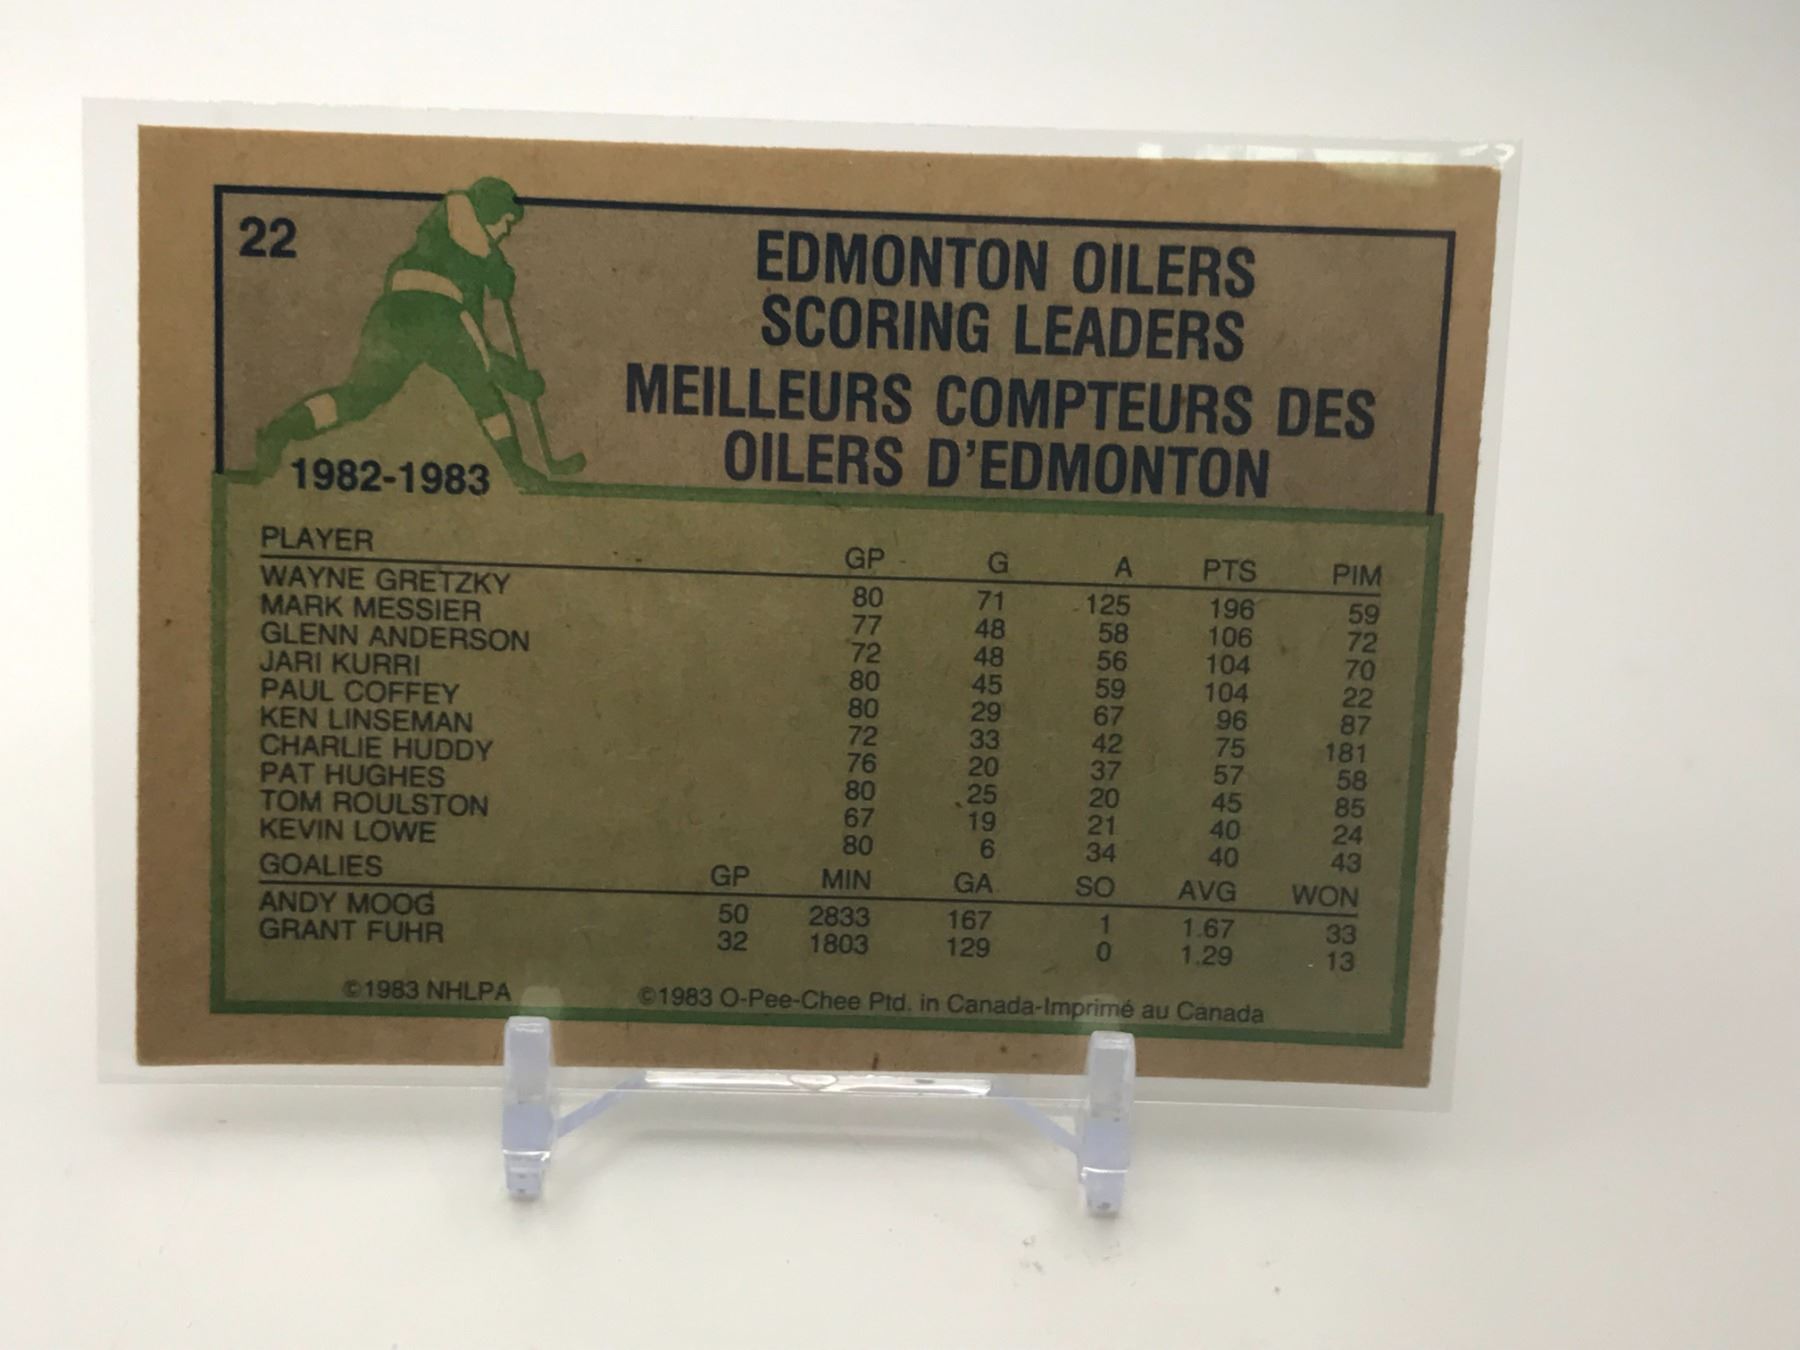 22
EDMONTON OILERS
SCORING LEADERS
MEILLEURS COMPTEURS DES
OILERS D'EDMONTON
1982-1983
PLAYER GP G A PTS PIM
WAYNE GRETZKY 80 71 125 196 59
MARK MESSIER 77 48 58 106 72
GLENN ANDERSON 72 48 56 104 70
JARI KURRI 80 45 59 104 22
PAUL COFFEY 80 29 67 96 87
KEN LINSEMAN 72 33 42 75 181
CHARLIE HUDDY 76 20 37 57 58
PAT HUGHES 80 25 20 45 85
TOM ROULSTON 67 19 21 40 24
KEVIN LOWE 80 6 34 40 43
GOALIES GP MIN GA SO AVG WON
ANDY MOOG 50 2833 167 1 1.67 33
GRANT FUHR 32 1803 129 0 1.29 13
©1983 NHLPA ©1983 O-Pee-Chee Ptd. in Canada-Imprimé au Canada